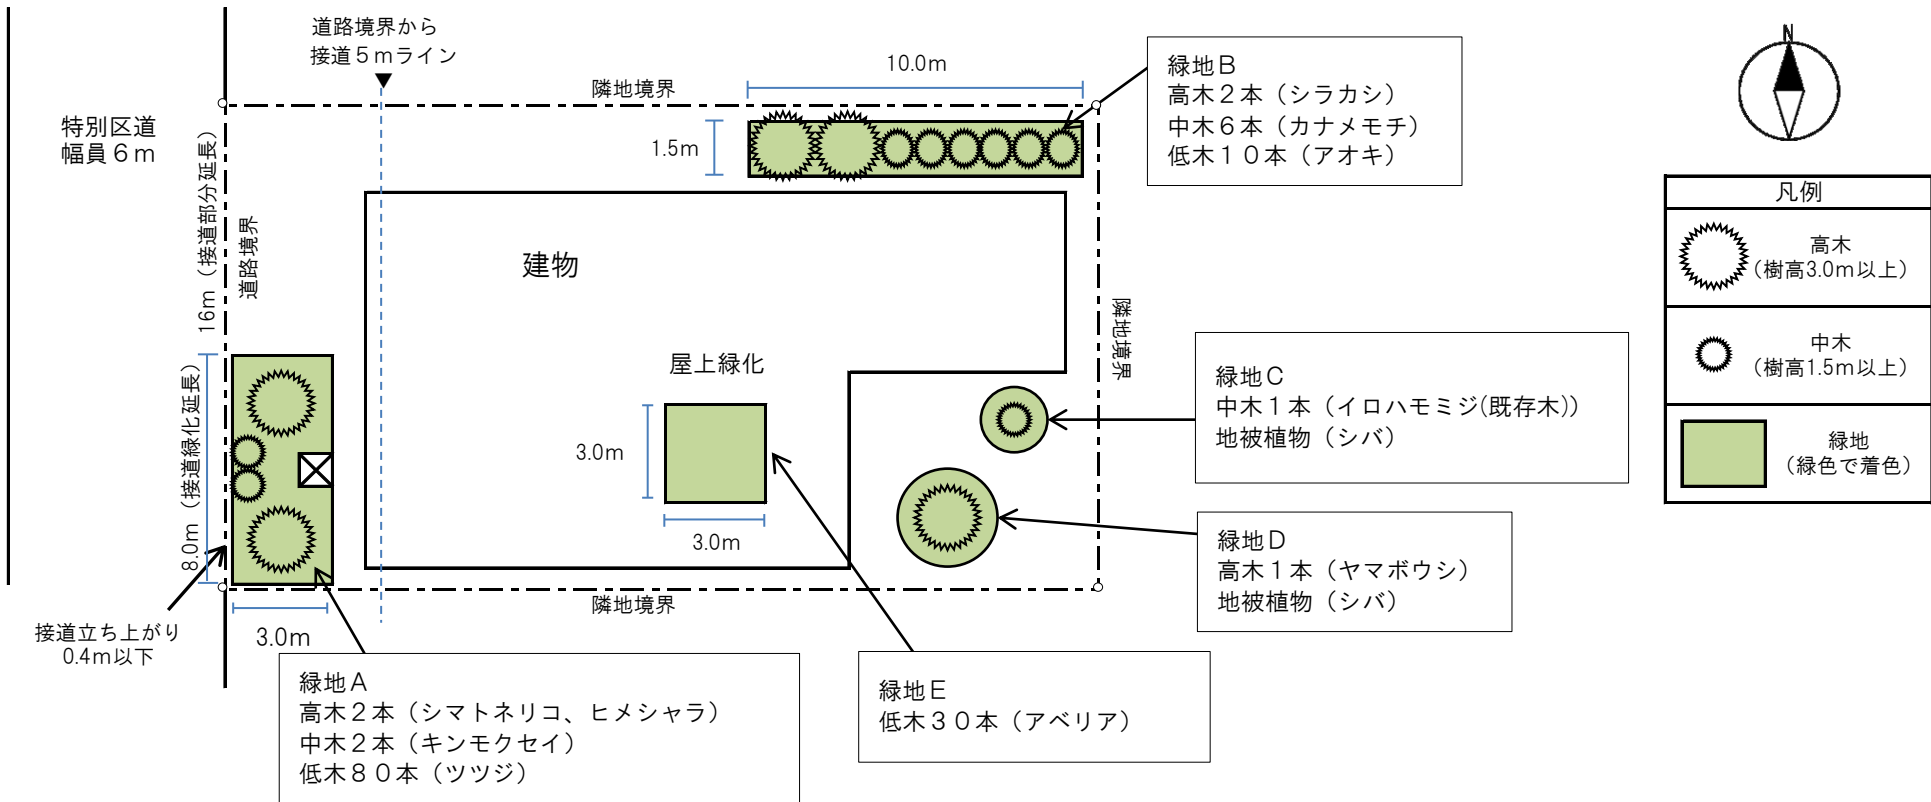 道路境界から
接道５ｍライン
特別区道
幅員６ｍ
隣地境界
10.0m
1.5m
緑地Ｂ
高木２本（シラカシ）
中木６本（カナメモチ）
低木１０本（アオキ）
N
凡例
高木
（樹高3.0m以上）
中木
（樹高1.5m以上）
緑地
（緑色で着色）
16m（接道部分延長）
道路境界
建物
隣地境界
屋上緑化
3.0m
3.0m
緑地Ｃ
中木１本（イロハモミジ(既存木)）
地被植物（シバ）
8.0m（接道緑化延長）
緑地Ｄ
高木１本（ヤマボウシ）
地被植物（シバ）
隣地境界
接道立ち上がり
0.4m以下
3.0m
緑地Ａ
高木２本（シマトネリコ、ヒメシャラ）
中木２本（キンモクセイ）
低木８０本（ツツジ）
緑地Ｅ
低木３０本（アベリア）